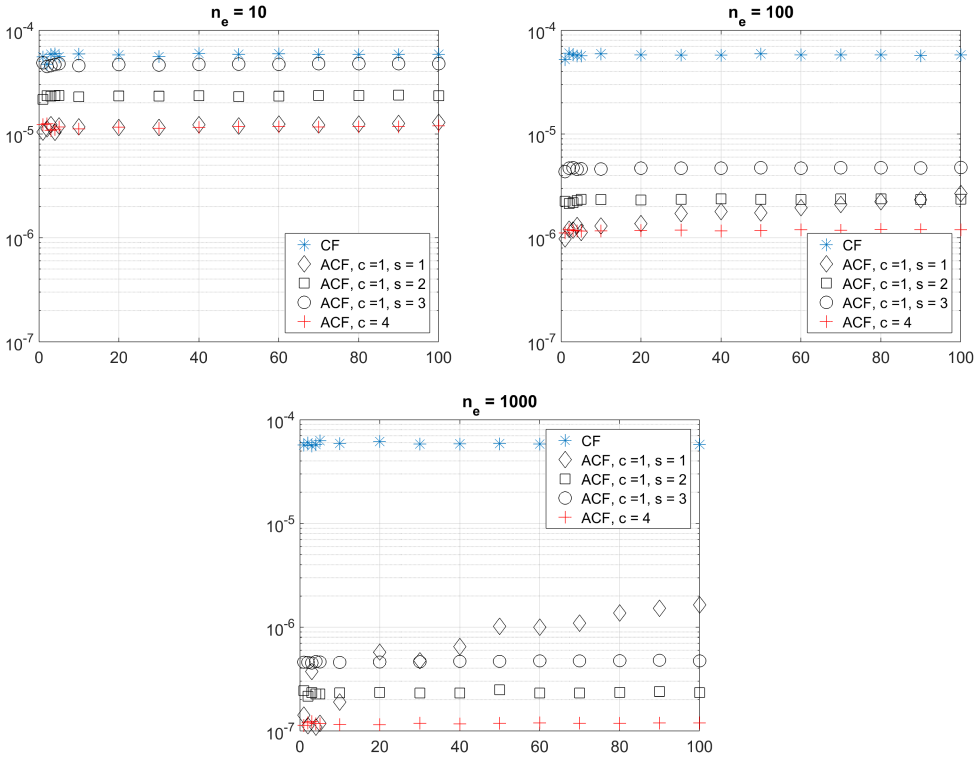 n_e = 10
10^-4
10^-5
10^-6
10^-7
CF
ACF, c =1, s = 1
ACF, c =1, s = 2
ACF, c =1, s = 3
ACF, c = 4
0 20 40 60 80 100
n_e = 100
10^-4
10^-5
10^-6
10^-7
CF
ACF, c =1, s = 1
ACF, c =1, s = 2
ACF, c =1, s = 3
ACF, c = 4
0 20 40 60 80 100
n_e = 1000
10^-4
10^-5
10^-6
10^-7
CF
ACF, c =1, s = 1
ACF, c =1, s = 2
ACF, c =1, s = 3
ACF, c = 4
0 20 40 60 80 100